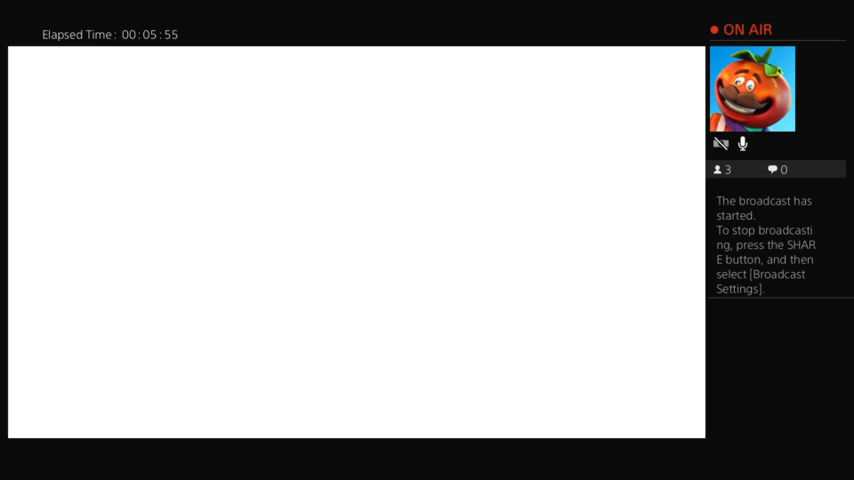 Elapsed Time: 00:05:55
ON AIR
3 0
The broadcast has
started.
To stop broadcasti
ng, press the SHAR
E button, and then
select [Broadcast
Settings].